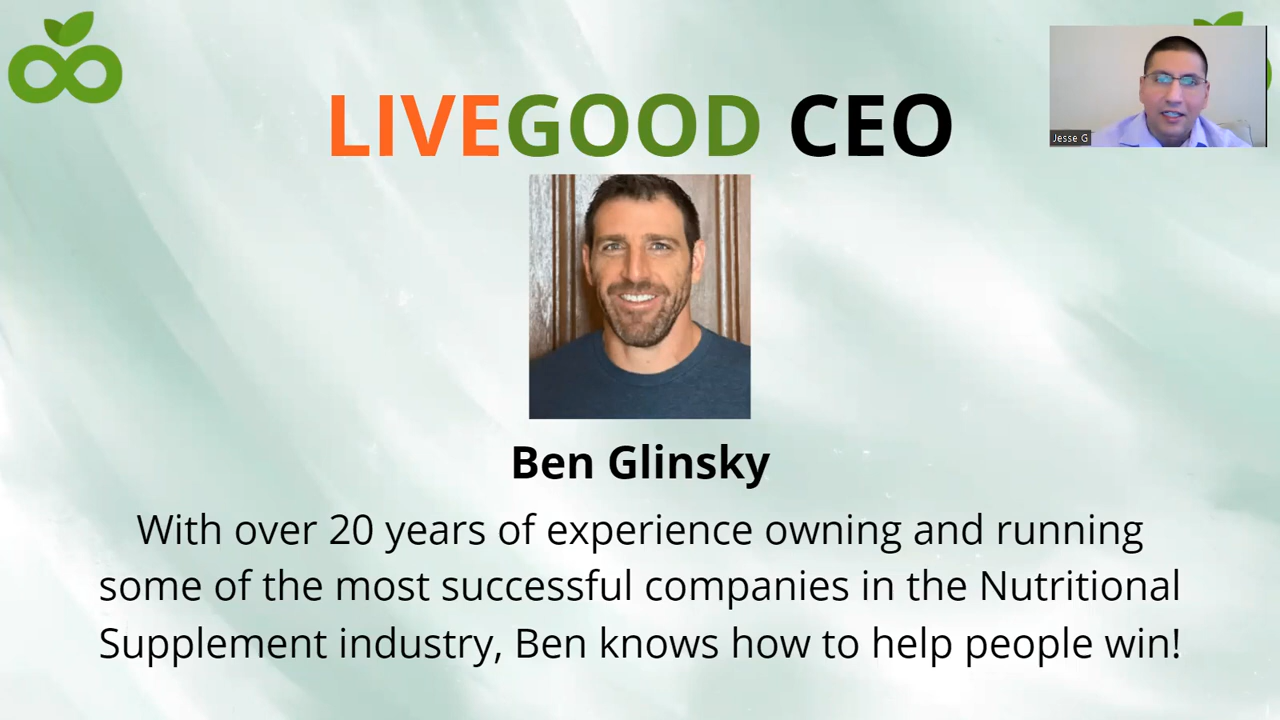 LIVEGOOD CEO
Jesse G
Ben Glinsky
With over 20 years of experience owning and running
some of the most successful companies in the Nutritional
Supplement industry, Ben knows how to help people win!